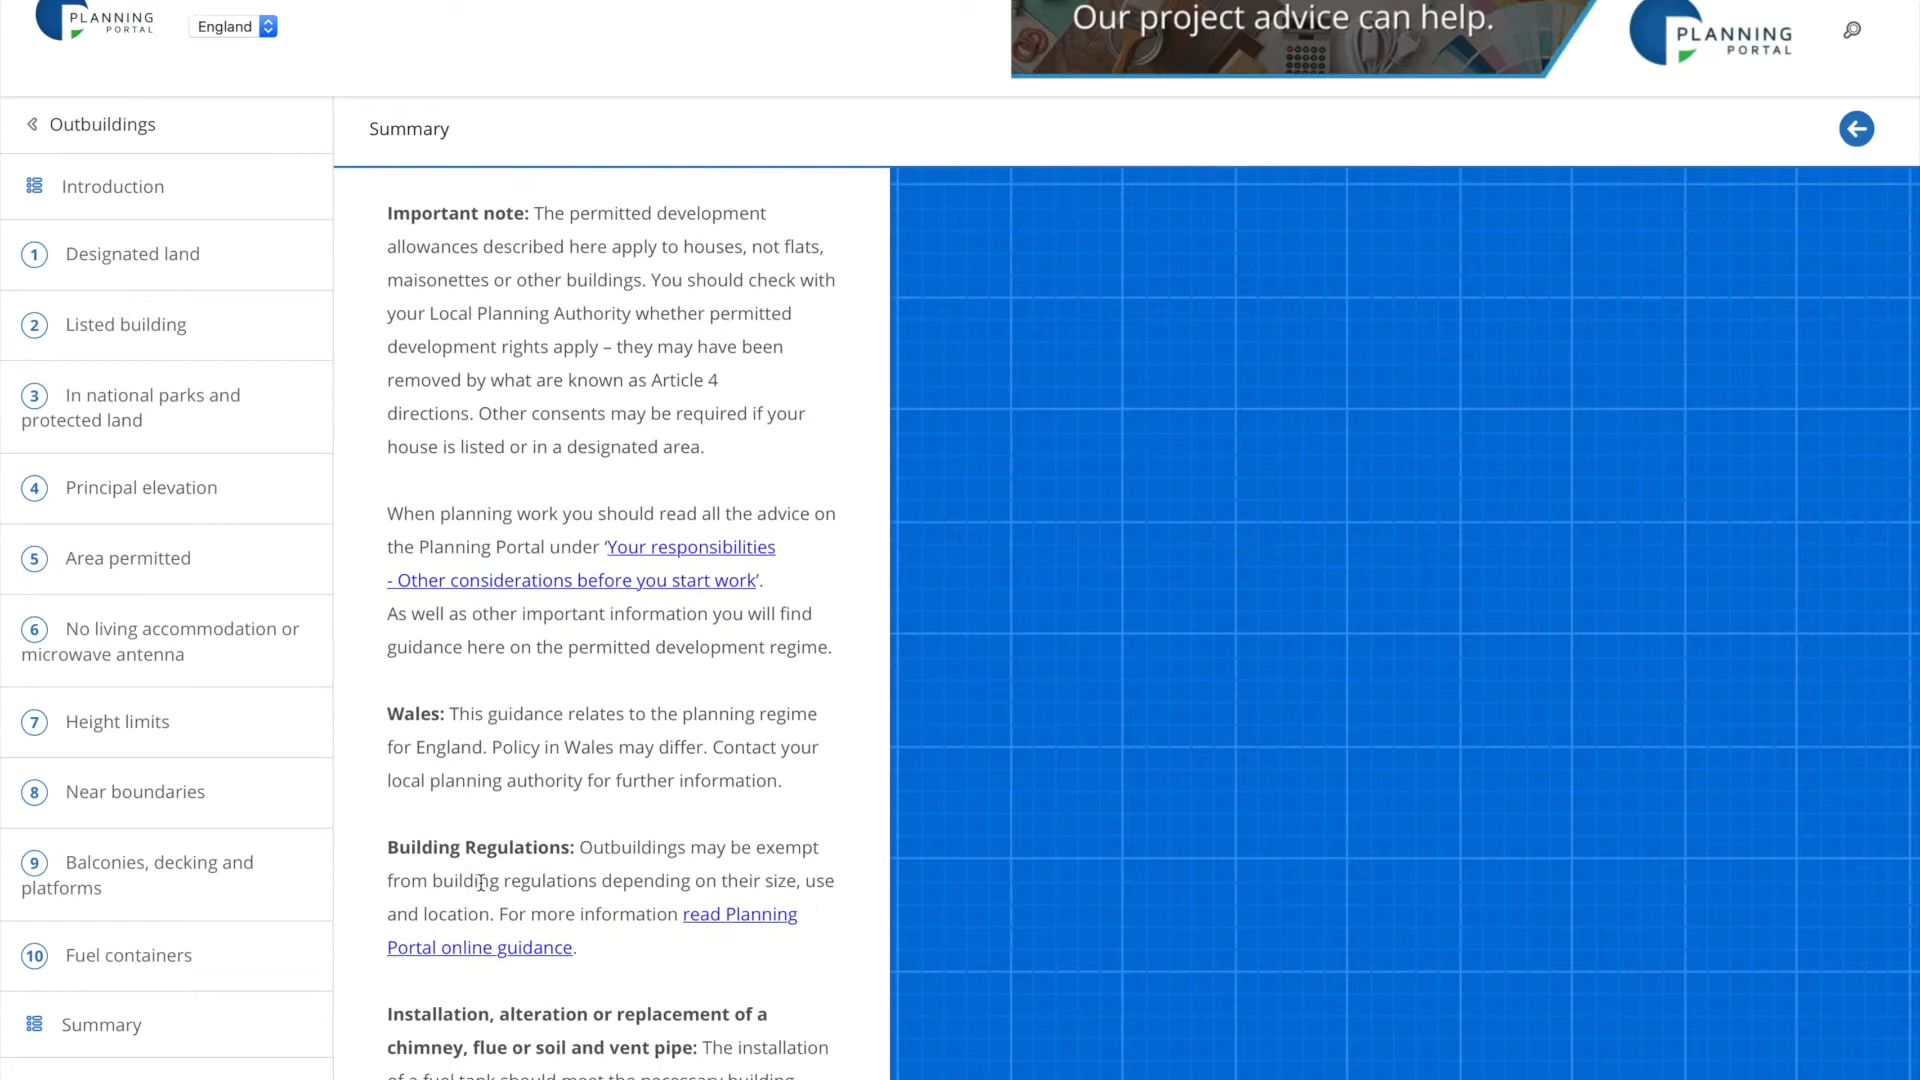 PLANNING
PORTAL
England
Our project advice can help.
PLANNING
PORTAL
Outbuildings
Introduction
1 Designated land
2 Listed building
3 In national parks and
protected land
4 Principal elevation
5 Area permitted
6 No living accommodation or
microwave antenna
7 Height limits
8 Near boundaries
9 Balconies, decking and
platforms
10 Fuel containers
Summary
Summary
Important note: The permitted development
allowances described here apply to houses, not flats,
maisonettes or other buildings. You should check with
your Local Planning Authority whether permitted
development rights apply – they may have been
removed by what are known as Article 4
directions. Other consents may be required if your
house is listed or in a designated area.
When planning work you should read all the advice on
the Planning Portal under ‘Your responsibilities
- Other considerations before you start work’.
As well as other important information you will find
guidance here on the permitted development regime.
Wales: This guidance relates to the planning regime
for England. Policy in Wales may differ. Contact your
local planning authority for further information.
Building Regulations: Outbuildings may be exempt
from building regulations depending on their size, use
and location. For more information read Planning
Portal online guidance.
Installation, alteration or replacement of a
chimney, flue or soil and vent pipe: The installation
of a fuel tank should meet the necessary building